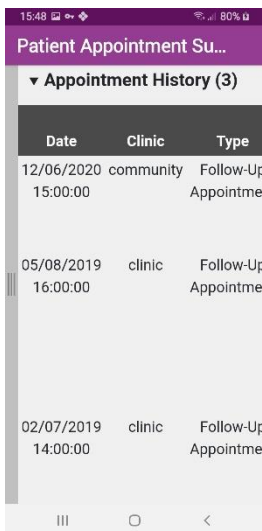 15:48 80%
Patient Appointment Su...
▾ Appointment History (3)
Date Clinic Type
12/06/2020 community Follow-Up
15:00:00 Appointme
05/08/2019 clinic Follow-Up
16:00:00 Appointme
02/07/2019 clinic Follow-Up
14:00:00 Appointme